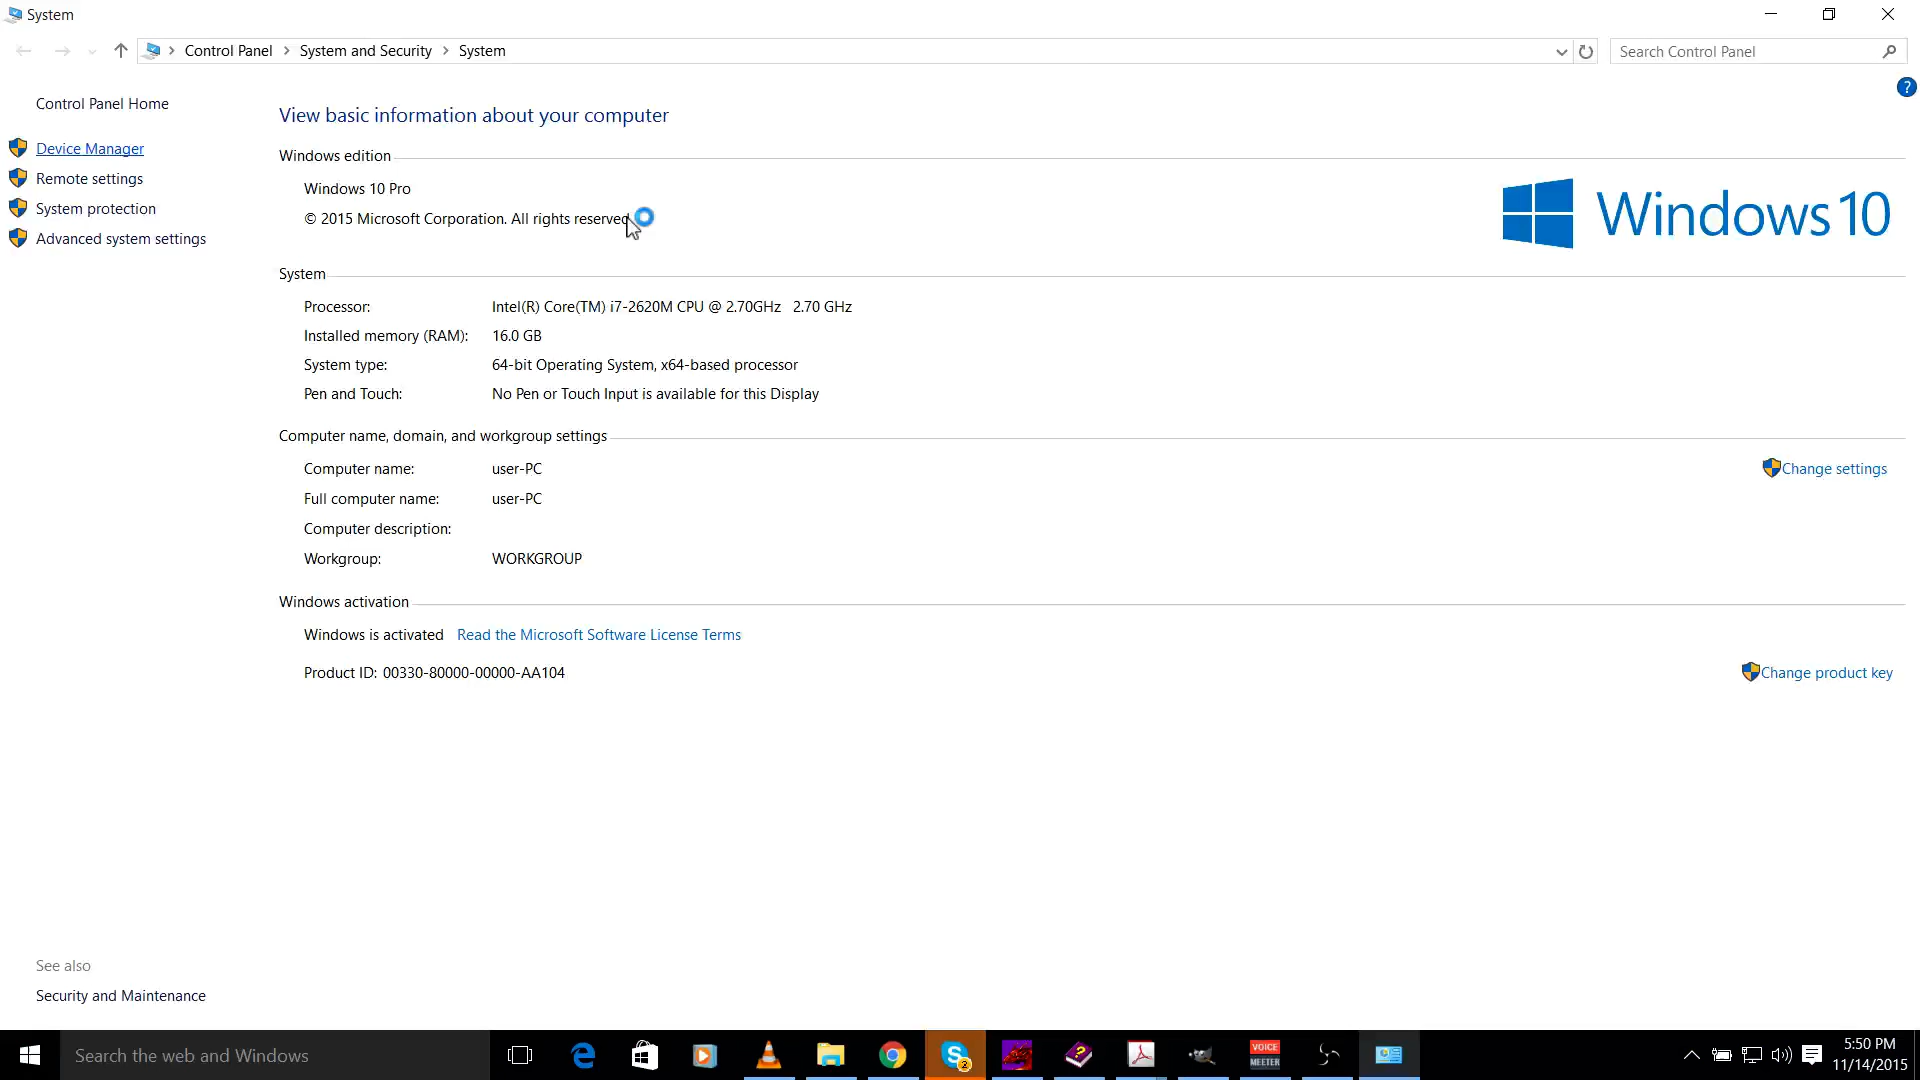 System
Control Panel System and Security System
Search Control Panel
?
Control Panel Home
Device Manager
Remote settings
System protection
Advanced system settings
View basic information about your computer
Windows edition
Windows 10 Pro
© 2015 Microsoft Corporation. All rights reserved
Windows 10
System
Processor: Intel(R) Core(TM) i7-2620M CPU @ 2.70GHz 2.70 GHz
Installed memory (RAM): 16.0 GB
System type: 64-bit Operating System, x64-based processor
Pen and Touch: No Pen or Touch Input is available for this Display
Computer name, domain, and workgroup settings
Computer name: user-PC
Change settings
Full computer name: user-PC
Computer description:
Workgroup: WORKGROUP
Windows activation
Windows is activated Read the Microsoft Software License Terms
Product ID: 00330-80000-00000-AA104
Change product key
See also
Security and Maintenance
Search the web and Windows
2
?
VOICE
MEETER
5:50 PM
11/14/2015